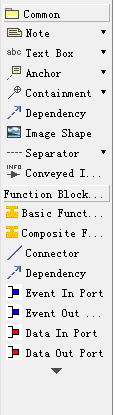 Common
Note
abc Text Box
Anchor
Containment
Dependency
Image Shape
Separator
INFO Conveyed I...
Function Block...
Basic Funct...
Composite F...
Connector
Dependency
Event In Port
Event Out ...
Data In Port
Data Out Port